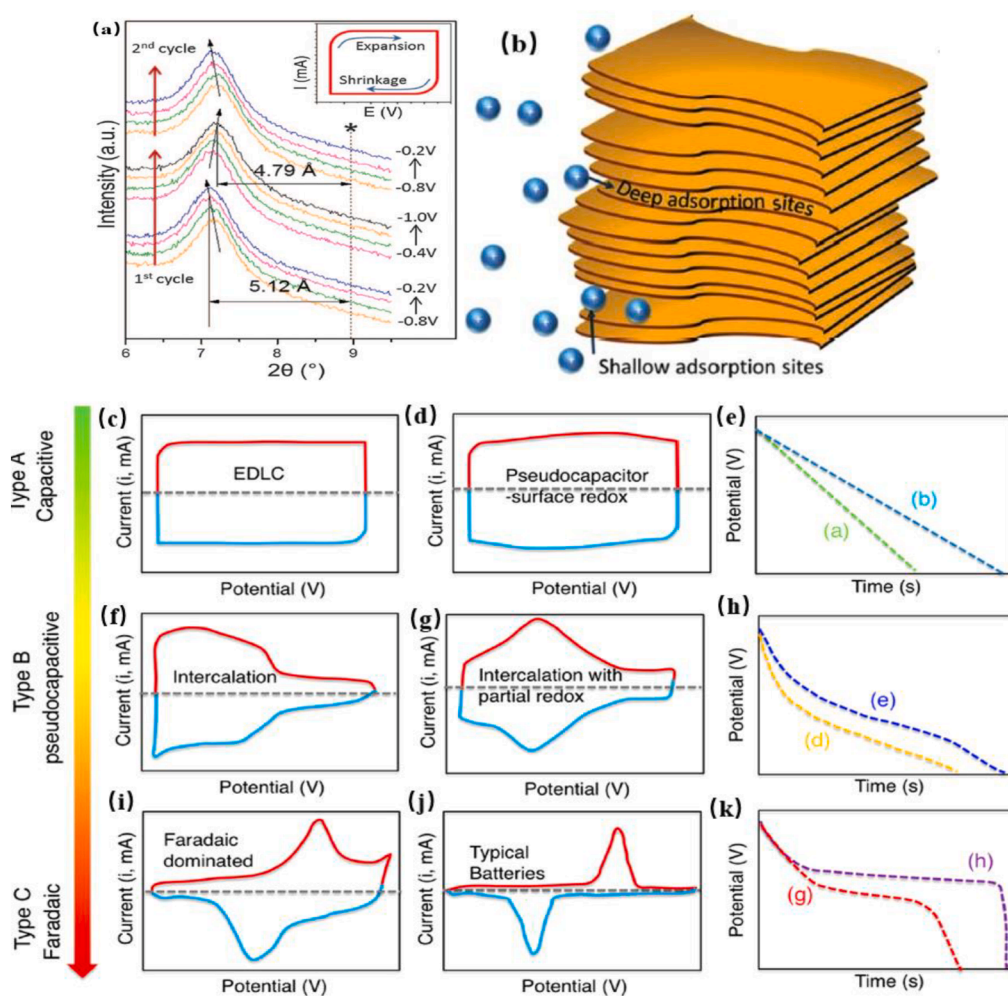 (a)
2nd cycle
1st cycle
Intensity (a.u.)
Expansion
Shrinkage
I (mA)
E (V)
*
-0.2V
-0.8V
4.79 Å
-1.0V
-0.4V
5.12 Å
-0.2V
-0.8V
6 7 8 9
2θ (°)
(b)
Deep adsorption sites
Shallow adsorption sites
Type A
Capacitive
(c)
EDLC
Current (i, mA)
Potential (V)
(d)
Pseudocapacitor
-surface redox
Current (i, mA)
Potential (V)
(e)
(b)
(a)
Potential (V)
Time (s)
Type B
pseudocapacitive
(f)
Intercalation
Current (i, mA)
Potential (V)
(g)
Intercalation with
partial redox
Current (i, mA)
Potential (V)
(h)
(e)
(d)
Potential (V)
Time (s)
Type C
Faradaic
(i)
Faradaic
dominated
Current (i, mA)
Potential (V)
(j)
Typical
Batteries
Current (i, mA)
Potential (V)
(k)
(h)
(g)
Potential (V)
Time (s)